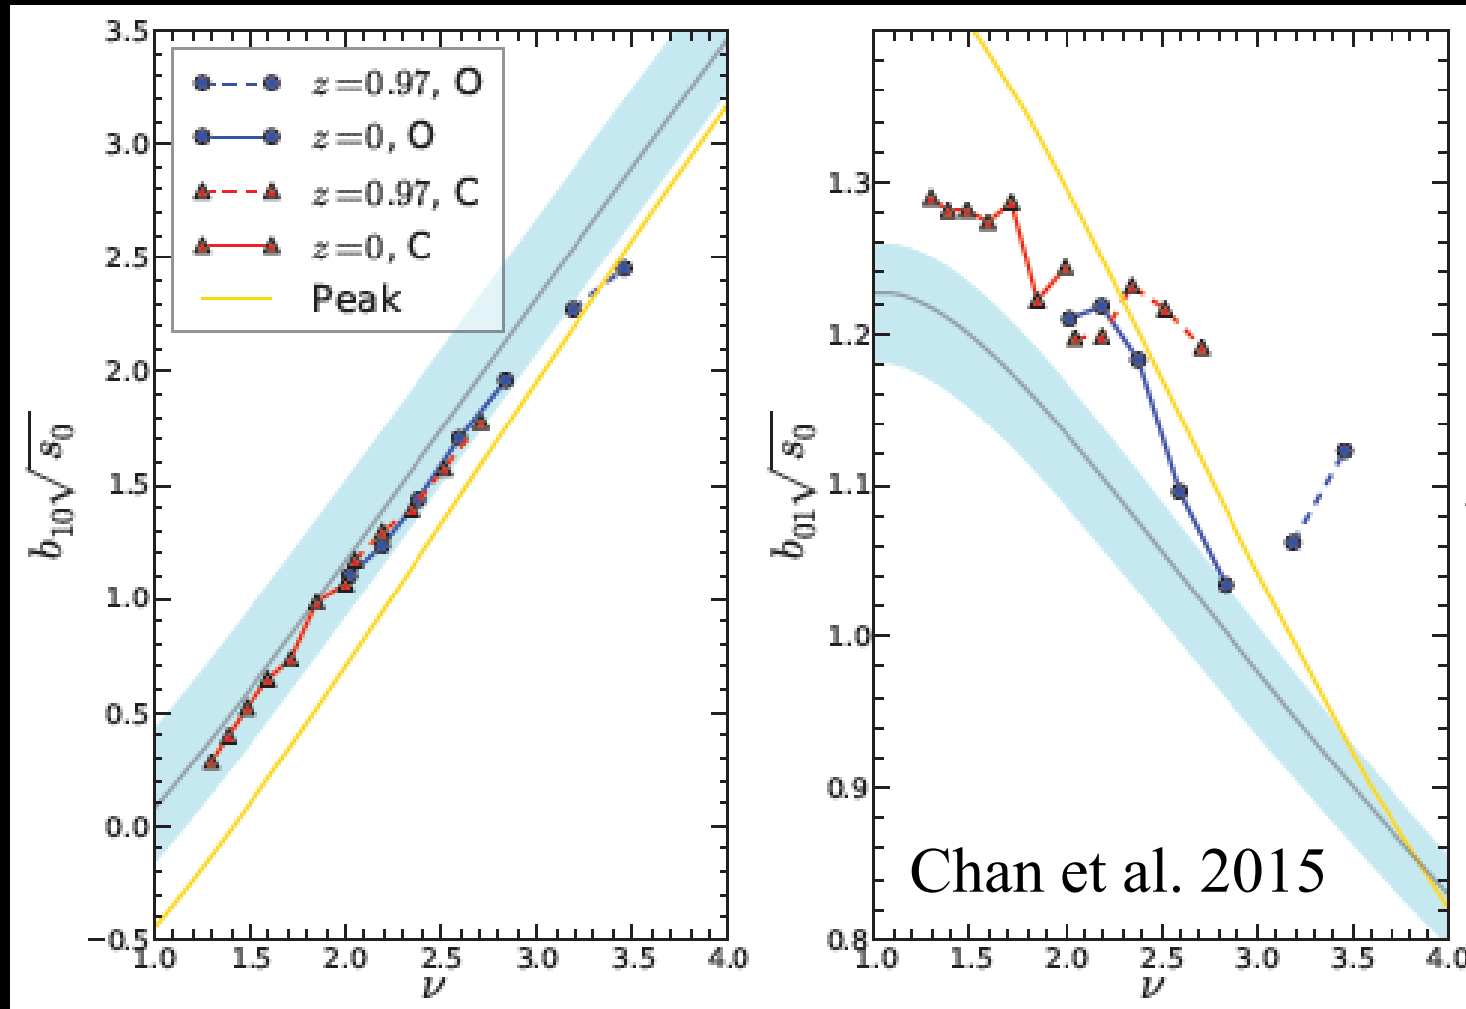 3.5
3.0
2.5
2.0
1.5
1.0
0.5
0.0
−0.5
b₁₀√s₀
z=0.97, O
z=0, O
z=0.97, C
z=0, C
Peak
1.0 1.5 2.0 2.5 3.0 3.5 4.0
ν
1.3
1.2
1.1
1.0
0.9
0.8
b₀₁√s₀
Chan et al. 2015
1.0 1.5 2.0 2.5 3.0 3.5 4.0
ν